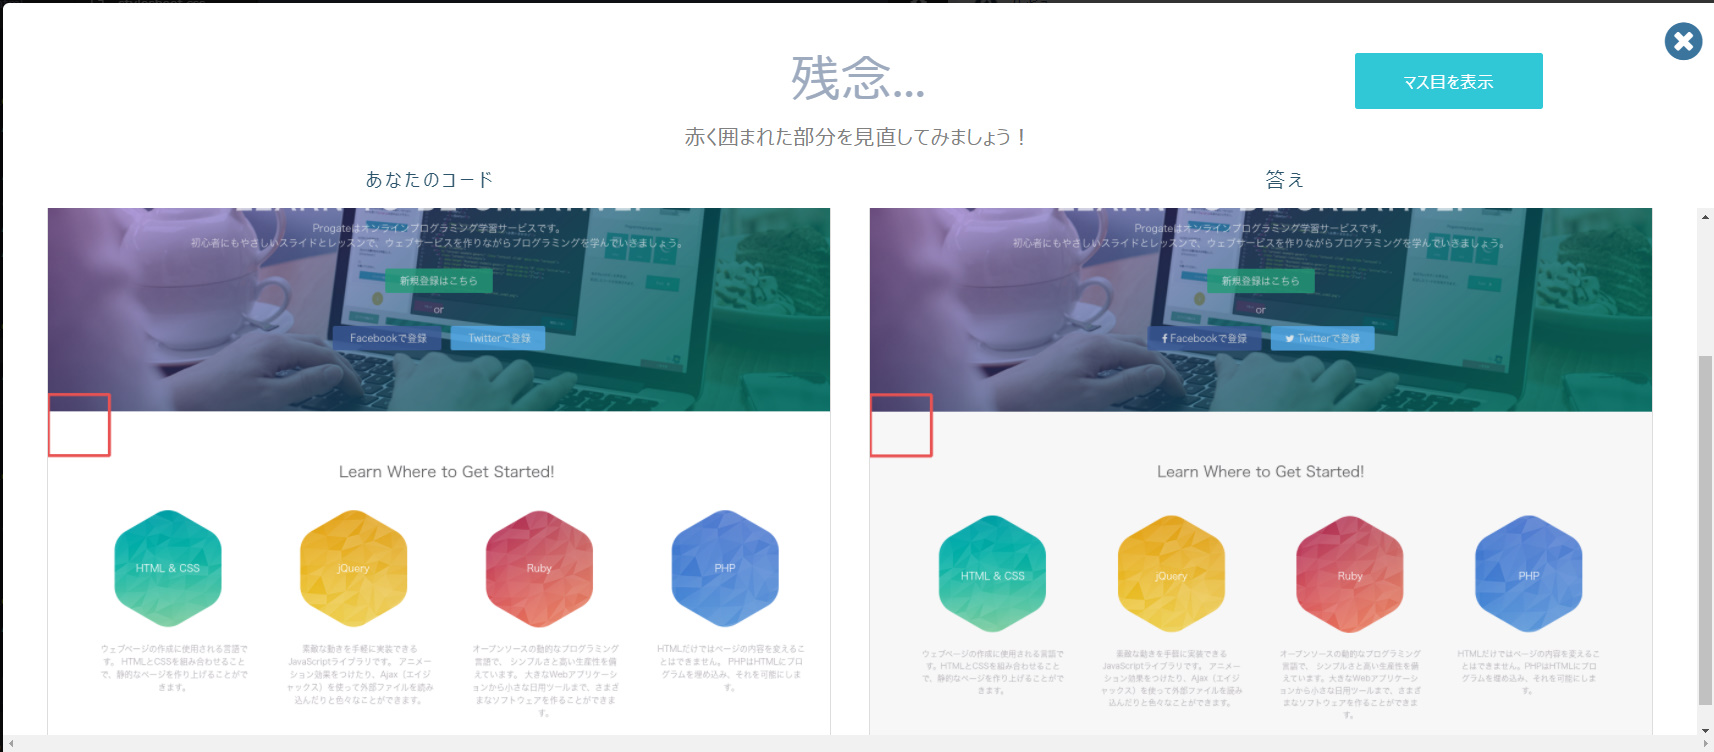 残念...
マス目を表示
赤く囲まれた部分を見直してみましょう！
あなたのコード
答え
LEARN TO BE CREATIVE!
Progateはオンラインプログラミング学習サービスです。
初心者にもやさしいスライドとレッスンで、ウェブサービスを作りながらプログラミングを学んでいきましょう。
新規登録はこちら
or
Facebookで登録
Twitterで登録
Learn Where to Get Started!
HTML & CSS
jQuery
Ruby
PHP
ウェブページの作成に使用される言語で
す。 HTMLとCSSを組み合わせること
で、静的なページを作り上げることがで
きます。
素敵な動きを手軽に実装できる
JavaScriptライブラリです。 アニメー
ション効果をつけたり、Ajax（エイジ
ャックス）を使って外部ファイルを読み
込んだりと色々なことができます。
オープンソースの動的なプログラミング
言語で、 シンプルさと高い生産性を備
えています。 大きなWebアプリケーシ
ョンから小さな日用ツールまで、さまざ
まなソフトウェアを作ることができま
す。
HTMLだけではページの内容を変えるこ
とはできません。 PHPはHTMLにプロ
グラムを埋め込み、それを可能にしま
す。
LEARN TO BE CREATIVE!
Progateはオンラインプログラミング学習サービスです。
初心者にもやさしいスライドとレッスンで、ウェブサービスを作りながらプログラミングを学んでいきましょう。
新規登録はこちら
or
Facebookで登録
Twitterで登録
Learn Where to Get Started!
HTML & CSS
jQuery
Ruby
PHP
ウェブページの作成に使用される言語で
す。HTMLとCSSを組み合わせること
で、静的なページを作り上げることがで
きます。
素敵な動きを手軽に実装できる
JavaScriptライブラリです。 アニメー
ション効果をつけたり、Ajax（エイジ
ャックス）を使って外部ファイルを読み
込んだりと色々なことができます。
オープンソースの動的なプログラミング
言語で、 シンプルさと高い生産性を備
えています。大きなWebアプリケーシ
ョンから小さな日用ツールまで、さまざ
まなソフトウェアを作ることができま
す。
HTMLだけではページの内容を変えるこ
とはできません。PHPはHTMLにプロ
グラムを埋め込み、それを可能にしま
す。